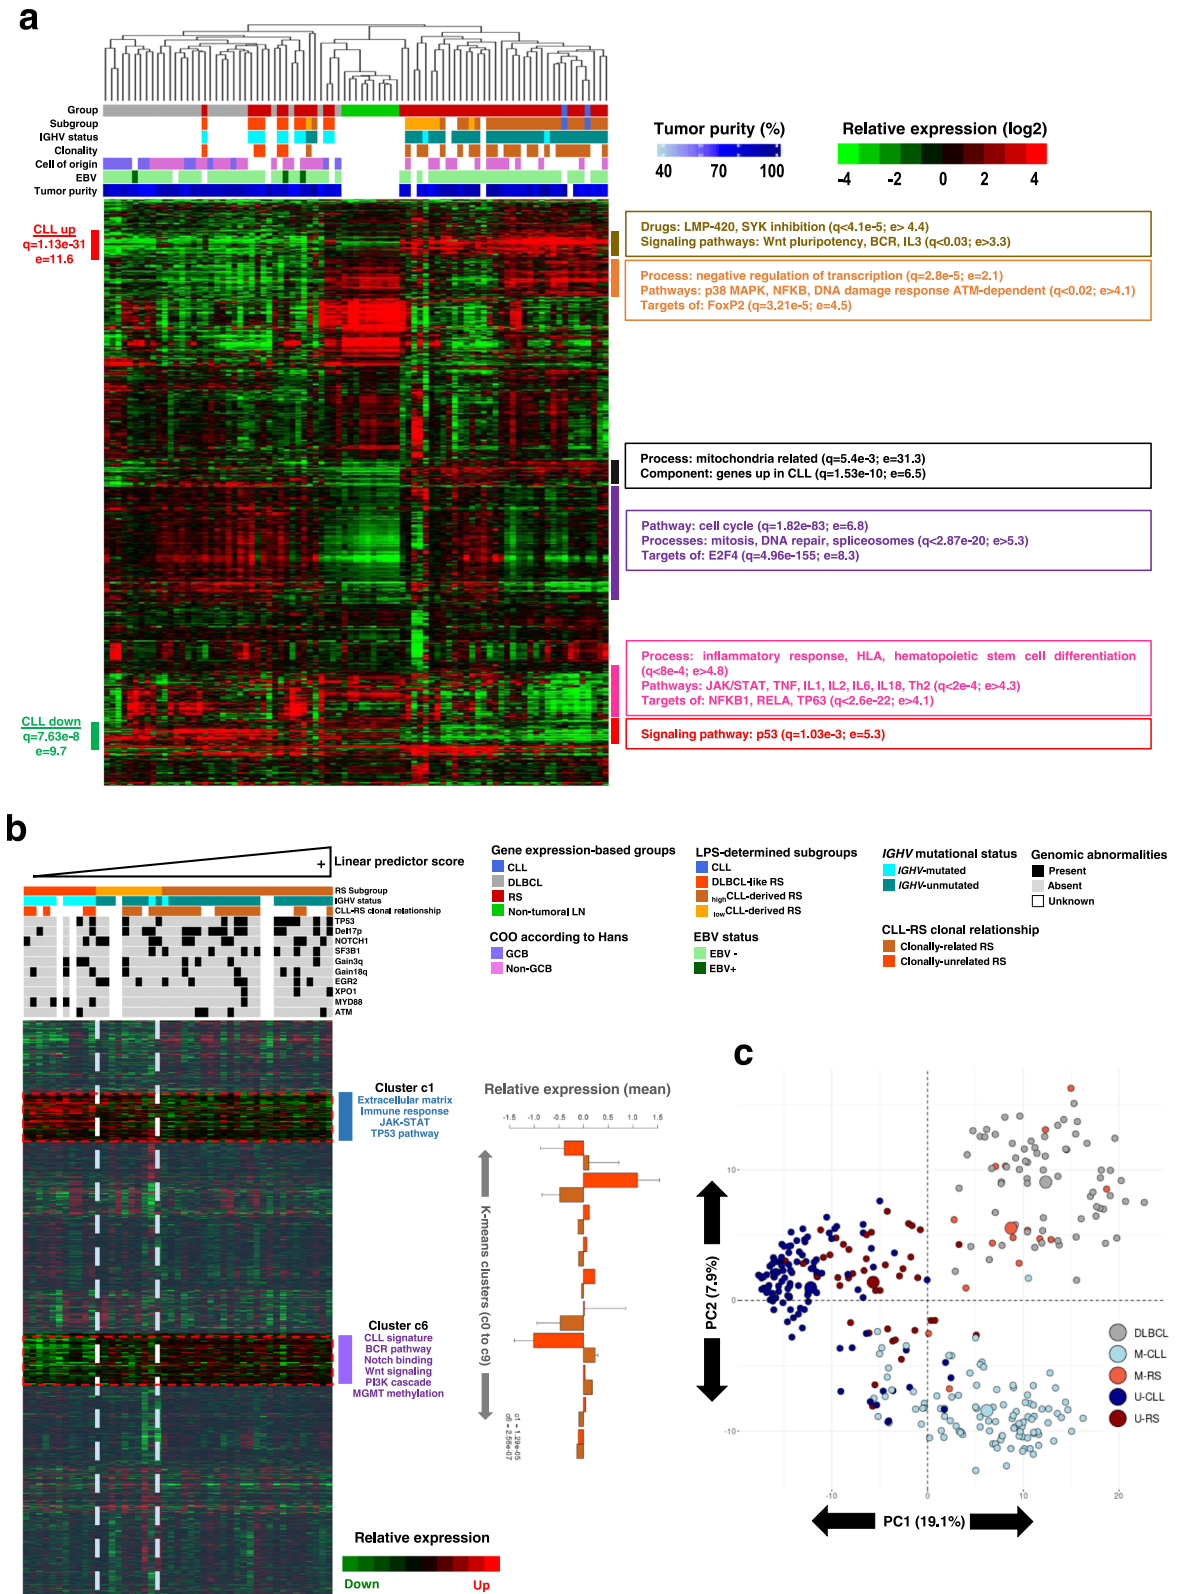 a
Group
Subgroup
IGHV status
Clonality
Cell of origin
EBV
Tumor purity
Tumor purity (%)
40 70 100
Relative expression (log2)
-4 -2 0 2 4
CLL up
q=1.13e-31
e=11.6
Drugs: LMP-420, SYK inhibition (q<4.1e-5; e> 4.4)
Signaling pathways: Wnt pluripotency, BCR, IL3 (q<0.03; e>3.3)
Process: negative regulation of transcription (q=2.8e-5; e=2.1)
Pathways: p38 MAPK, NFKB, DNA damage response ATM-dependent (q<0.02; e>4.1)
Targets of: FoxP2 (q=3.21e-5; e=4.5)
Process: mitochondria related (q=5.4e-3; e=31.3)
Component: genes up in CLL (q=1.53e-10; e=6.5)
Pathway: cell cycle (q=1.82e-83; e=6.8)
Processes: mitosis, DNA repair, spliceosomes (q<2.87e-20; e>5.3)
Targets of: E2F4 (q=4.96e-155; e=8.3)
Process: inflammatory response, HLA, hematopoietic stem cell differentiation
(q<8e-4; e>4.8)
Pathways: JAK/STAT, TNF, IL1, IL2, IL6, IL18, Th2 (q<2e-4; e>4.3)
Targets of: NFKB1, RELA, TP63 (q<2.6e-22; e>4.1)
CLL down
q=7.63e-8
e=9.7
Signaling pathway: p53 (q=1.03e-3; e=5.3)
b
+
Linear predictor score
RS Subgroup
IGHV status
CLL-RS clonal relationship
TP53
Del17p
NOTCH1
SF3B1
Gain3q
Gain18q
EGR2
XPO1
MYD88
ATM
Gene expression-based groups
CLL
DLBCL
RS
Non-tumoral LN
COO according to Hans
GCB
Non-GCB
LPS-determined subgroups
CLL
DLBCL-like RS
high CLL-derived RS
low CLL-derived RS
EBV status
EBV -
EBV+
IGHV mutational status
IGHV-mutated
IGHV-unmutated
CLL-RS clonal relationship
Clonally-related RS
Clonally-unrelated RS
Genomic abnormalities
Present
Absent
Unknown
Cluster c1
Extracellular matrix
Immune response
JAK-STAT
TP53 pathway
Cluster c6
CLL signature
BCR pathway
Notch binding
Wnt signaling
PI3K cascade
MGMT methylation
Relative expression
Down Up
Relative expression (mean)
-1.5 -1.0 -0.5 0.0 0.5 1.0 1.5
K-means clusters (c0 to c9)
c1 = 1.29e-05
c6 = 2.56e-07
c
PC2 (7.9%)
10
0
-10
-10 0 10 20
PC1 (19.1%)
DLBCL
M-CLL
M-RS
U-CLL
U-RS